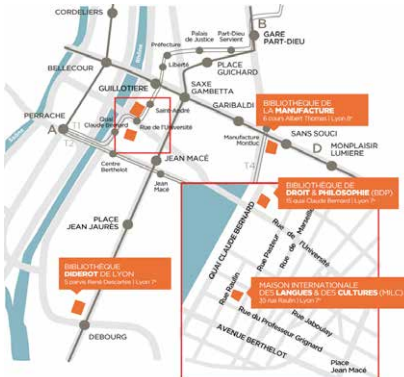 CORDELIERS
B
Palais
de Justice
Part-Dieu
Servient
GARE
PART-DIEU
Préfecture
Liberté
PLACE
GUICHARD
BELLECOUR
GUILLOTIÈRE
SAXE
GAMBETTA
Saint-André
GARIBALDI
BIBLIOTHÈQUE DE
LA MANUFACTURE
6 cours Albert Thomas | Lyon 8e
PERRACHE
A
T1
T2
Quai
Claude Bernard
Rue de l'Université
Manufacture
Montluc
SANS SOUCI
D
MONPLAISIR
LUMIÈRE
T4
Centre
Berthelot
JEAN MACÉ
Jean
Macé
BIBLIOTHÈQUE DE
DROIT & PHILOSOPHIE (BDP)
15 quai Claude Bernard | Lyon 7e
QUAI CLAUDE BERNARD
Rue Pasteur
Rue de Marseille
Rue de l'Université
PLACE
JEAN JAURÈS
BIBLIOTHÈQUE
DIDEROT DE LYON
5 parvis René Descartes | Lyon 7e
MAISON INTERNATIONALE
DES LANGUES & DES CULTURES (MILC)
Rue Raulin
Rue du Professeur Grignard
Rue Jaboulay
AVENUE BERTHELOT
DEBOURG
Place
Jean Macé